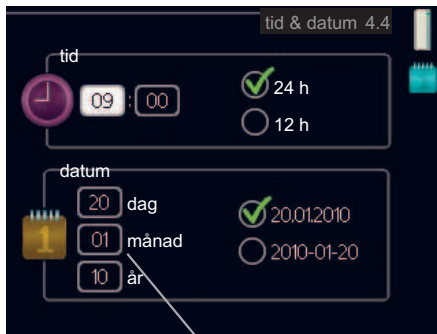 tid & datum 4.4
tid
09 : 00
24 h
12 h
datum
20 dag
01 månad
10 år
20.01.2010
2010-01-20
1